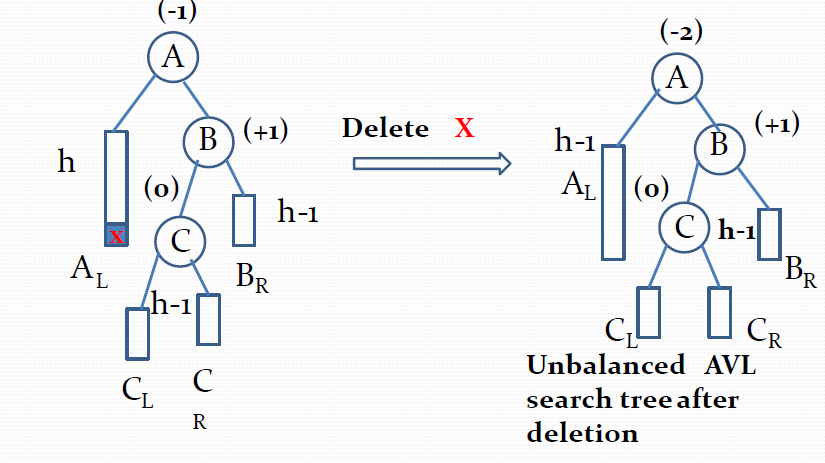 (-1)
A
B
(+1)
h
(0)
C
h-1
x
A L
B R
h-1
C L
C
R
Delete X
(-2)
A
(+1)
B
h-1
A L
(0)
C
h-1
B R
C L
C R
Unbalanced AVL
search tree after
deletion